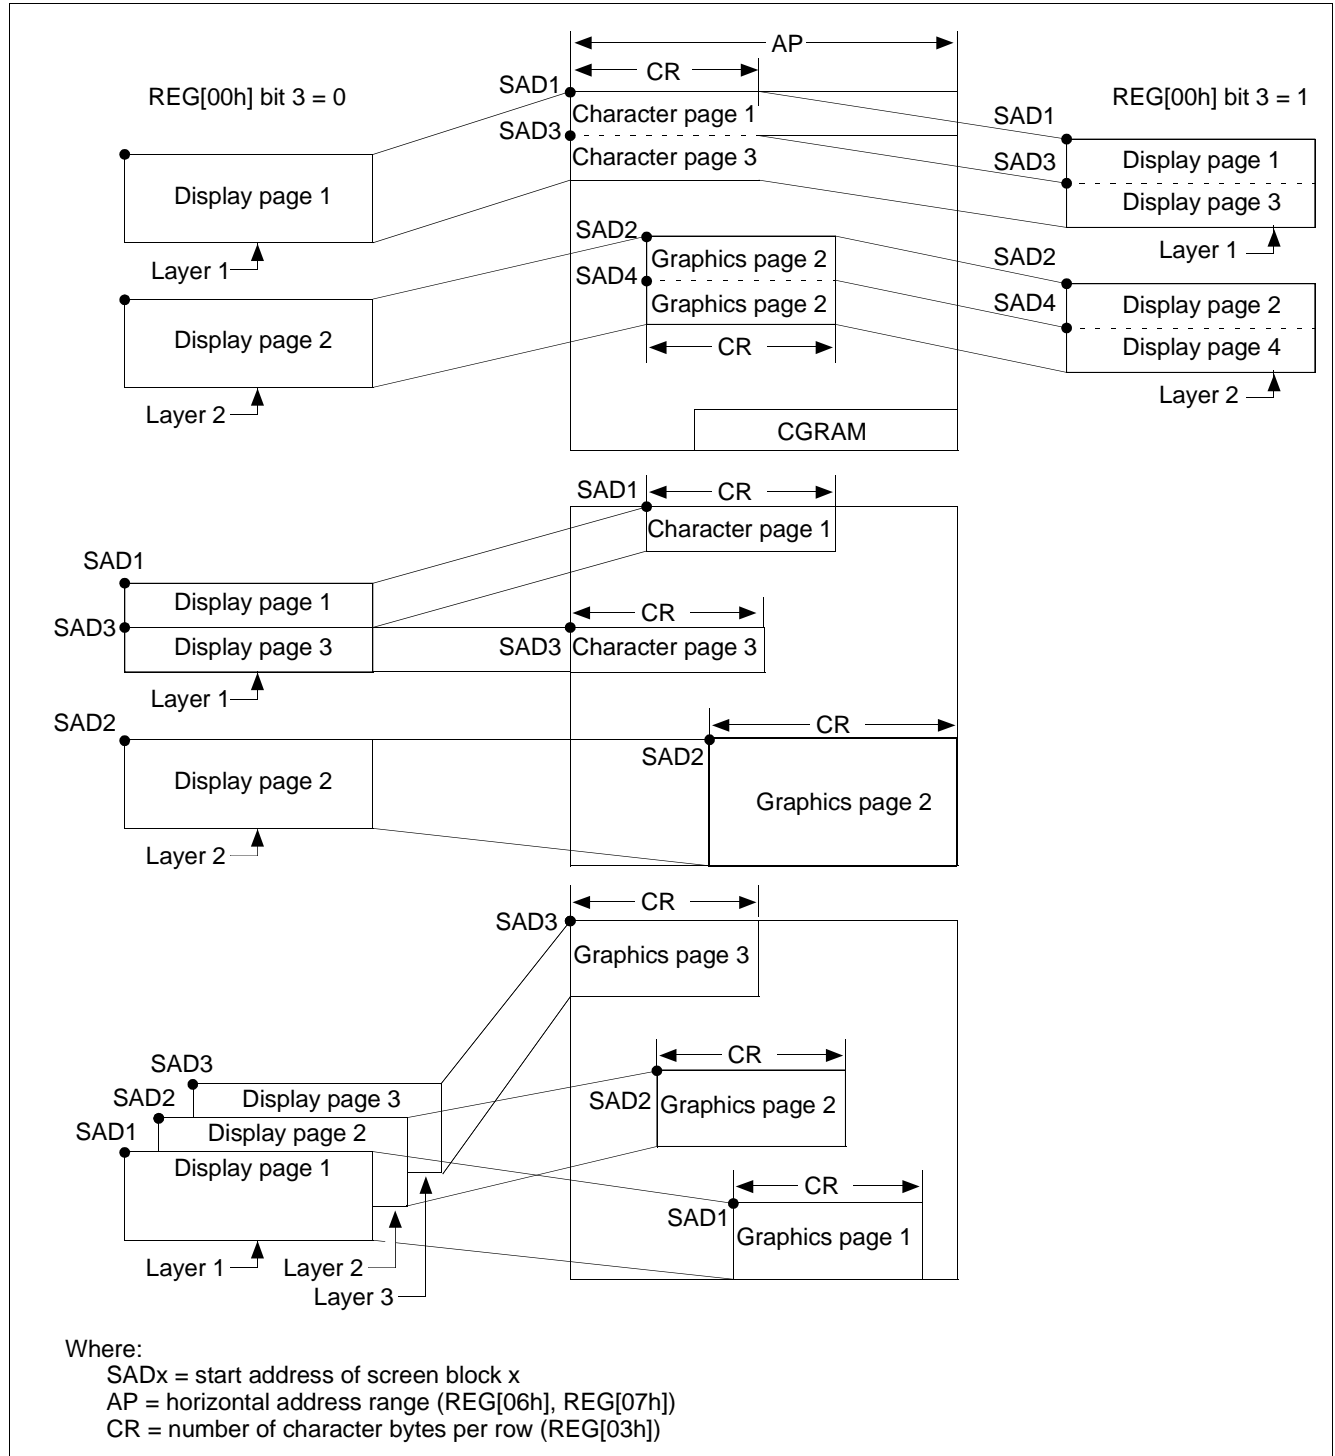 AP
CR
REG[00h] bit 3 = 0
SAD1
REG[00h] bit 3 = 1
Character page 1
SAD3
Character page 3
SAD1
Display page 1
SAD3
Display page 3
Layer 1
Display page 1
Layer 1
SAD2
Graphics page 2
SAD4
Graphics page 2
CR
SAD2
Display page 2
SAD4
Display page 4
Layer 2
Display page 2
Layer 2
CGRAM
SAD1
CR
Character page 1
SAD1
Display page 1
SAD3
Display page 3
Layer 1
CR
SAD3
Character page 3
SAD2
Display page 2
Layer 2
CR
SAD2
Graphics page 2
CR
SAD3
Graphics page 3
SAD3
Display page 3
SAD2
Display page 2
SAD1
Display page 1
CR
SAD2
Graphics page 2
CR
SAD1
Graphics page 1
Layer 1
Layer 2
Layer 3
Where:
SADx = start address of screen block x
AP = horizontal address range (REG[06h], REG[07h])
CR = number of character bytes per row (REG[03h])